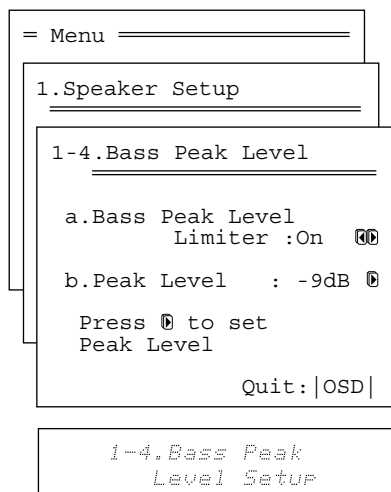 = Menu
1.Speaker Setup
1-4.Bass Peak Level
a.Bass Peak Level
Limiter :On
b.Peak Level : -9dB
Press to set
Peak Level
Quit:|OSD|
1-4.Bass Peak
Level Setup